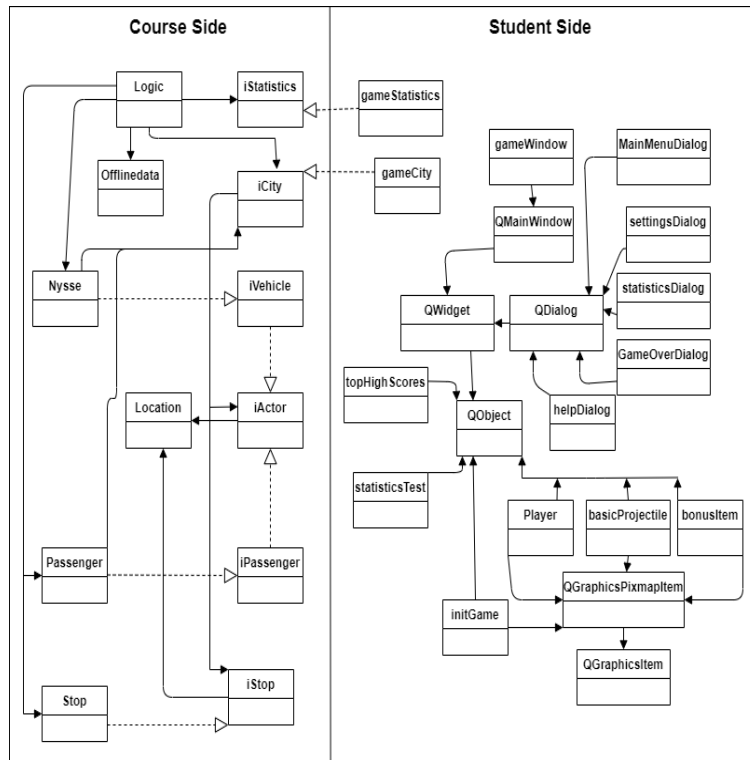 Course Side
Student Side
Logic
iStatistics
gameStatistics
Offlinedata
iCity
gameCity
gameWindow
MainMenuDialog
QMainWindow
settingsDialog
Nysse
iVehicle
QWidget
QDialog
statisticsDialog
GameOverDialog
topHighScores
Location
iActor
QObject
helpDialog
statisticsTest
Player
basicProjectile
bonusItem
Passenger
iPassenger
initGame
QGraphicsPixmapItem
QGraphicsItem
Stop
iStop